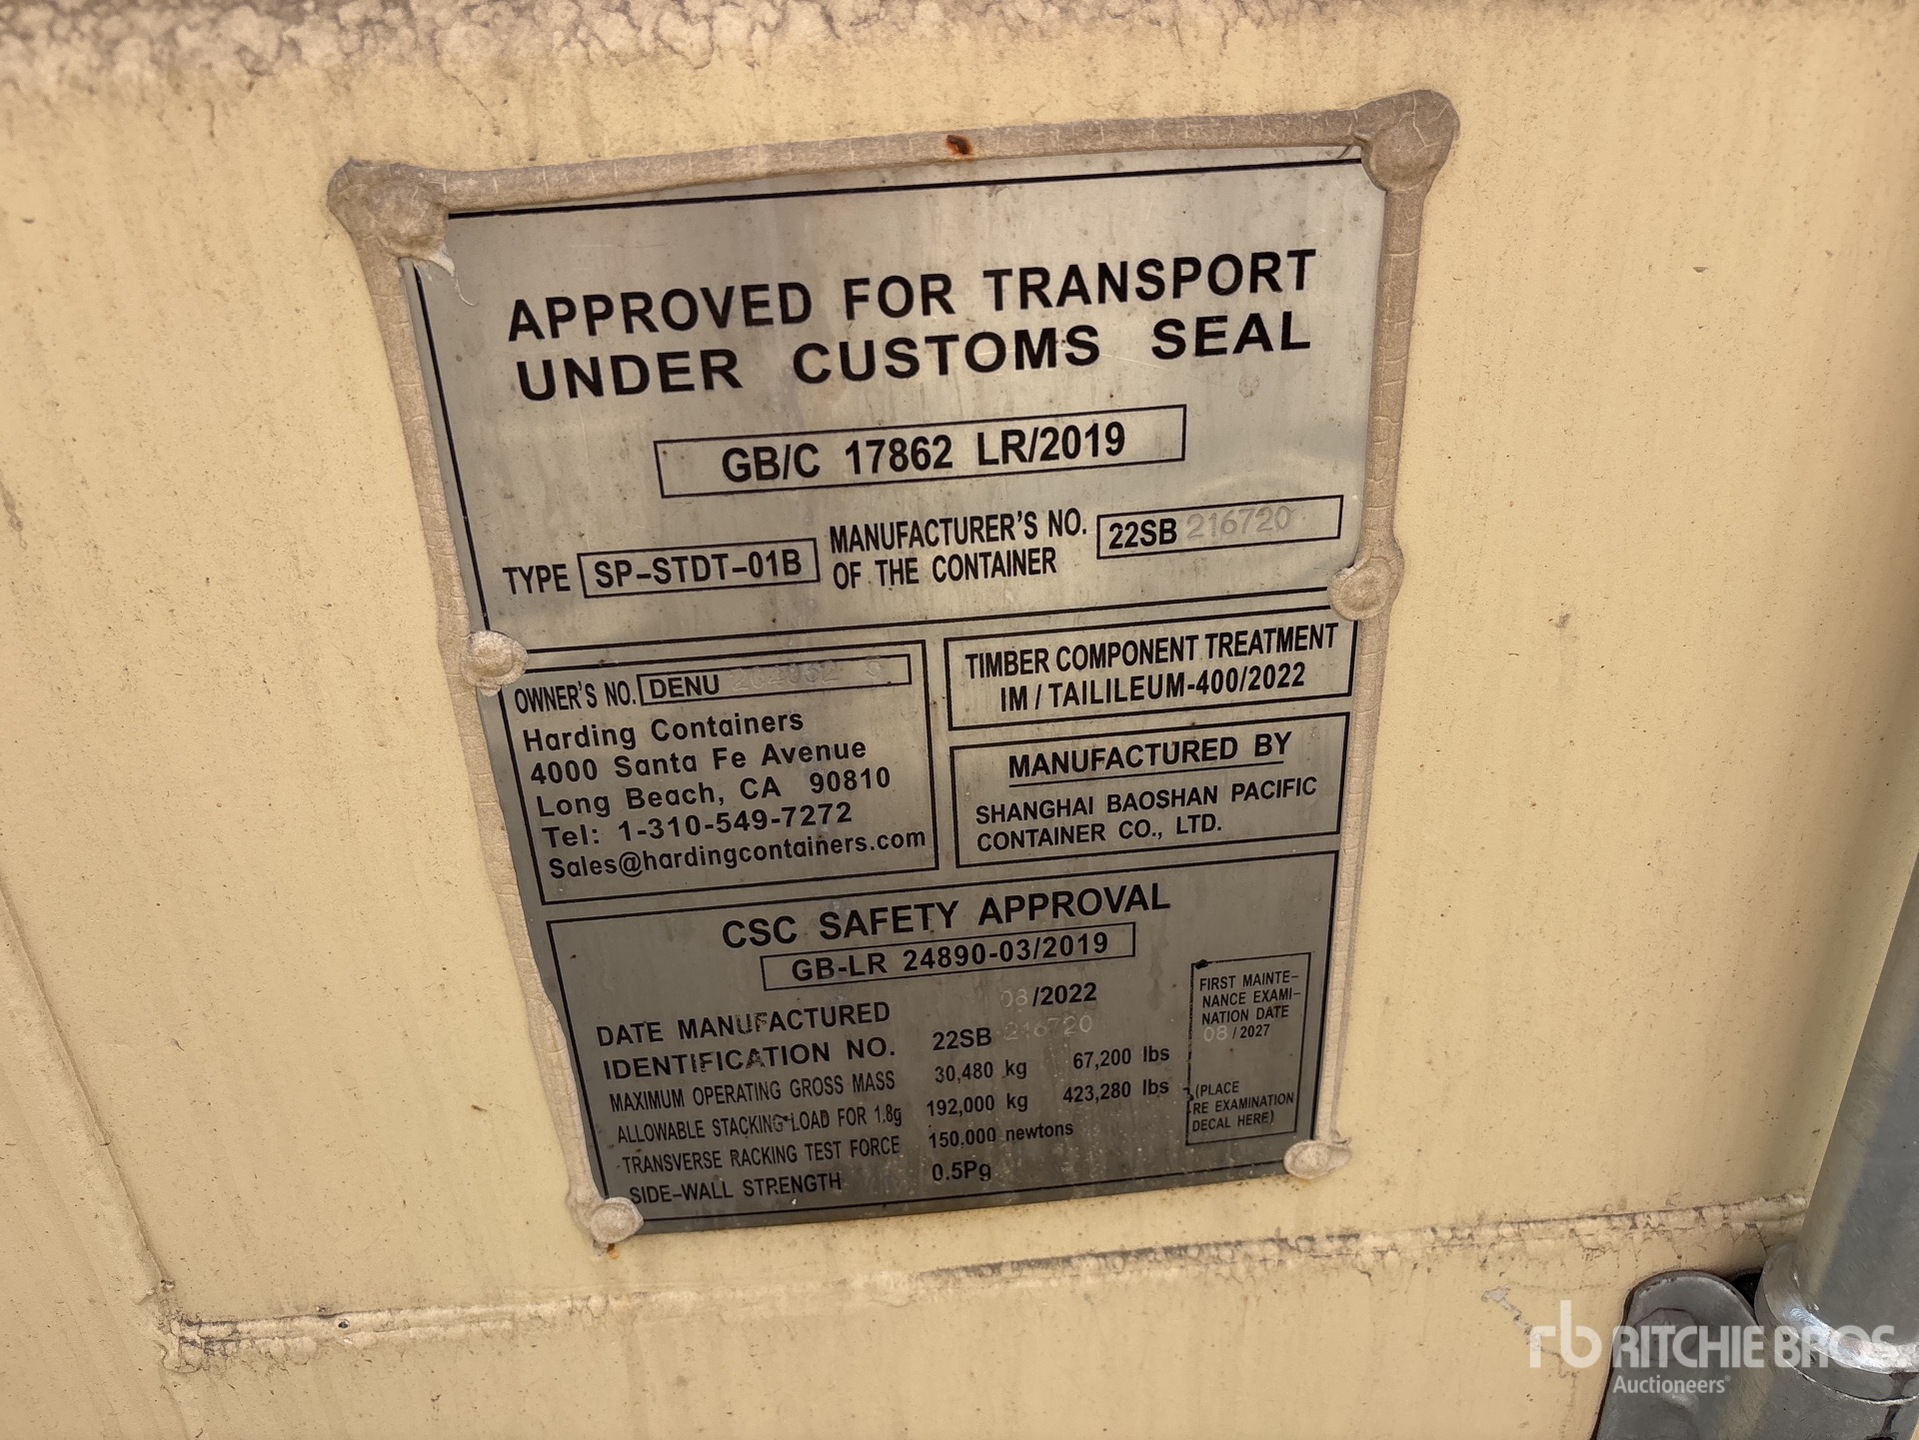 APPROVED FOR TRANSPORT
UNDER CUSTOMS SEAL
GB/C 17862 LR/2019
TYPE SP-STDT-01B MANUFACTURER'S NO. OF THE CONTAINER 22SB 216720
OWNER'S NO. DENU
Harding Containers
4000 Santa Fe Avenue
Long Beach, CA 90810
Tel: 1-310-549-7272
Sales@hardingcontainers.com
TIMBER COMPONENT TREATMENT
IM / TAILILEUM-400/2022
MANUFACTURED BY
SHANGHAI BAOSHAN PACIFIC
CONTAINER CO., LTD.
CSC SAFETY APPROVAL
GB-LR 24890-03/2019
DATE MANUFACTURED 08/2022
IDENTIFICATION NO. 22SB 216720
MAXIMUM OPERATING GROSS MASS 30,480 kg 67,200 lbs
ALLOWABLE STACKING LOAD FOR 1.8g 192,000 kg 423,280 lbs
TRANSVERSE RACKING TEST FORCE 150.000 newtons
SIDE-WALL STRENGTH 0.5Pg
FIRST MAINTE-
NANCE EXAMI-
NATION DATE
08 / 2027
(PLACE
RE EXAMINATION
DECAL HERE)
rb RITCHIE BROS.
Auctioneers